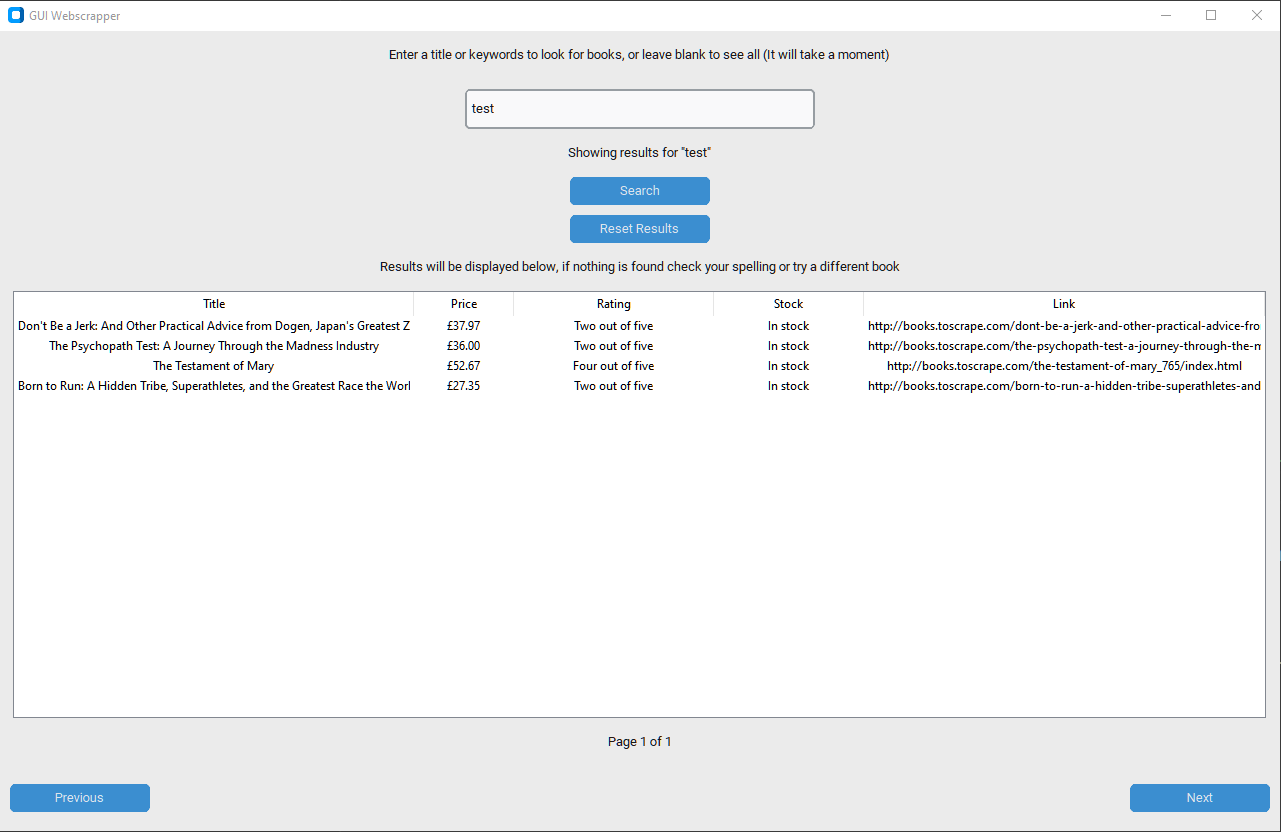 GUI Webscrapper
Enter a title or keywords to look for books, or leave blank to see all (It will take a moment)
test
Showing results for "test"
Search
Reset Results
Results will be displayed below, if nothing is found check your spelling or try a different book
Title Price Rating Stock Link
Don't Be a Jerk: And Other Practical Advice from Dogen, Japan's Greatest Z £37.97 Two out of five In stock http://books.toscrape.com/dont-be-a-jerk-and-other-practical-advice-fro
The Psychopath Test: A Journey Through the Madness Industry £36.00 Two out of five In stock http://books.toscrape.com/the-psychopath-test-a-journey-through-the-m
The Testament of Mary £52.67 Four out of five In stock http://books.toscrape.com/the-testament-of-mary_765/index.html
Born to Run: A Hidden Tribe, Superathletes, and the Greatest Race the Worl £27.35 Two out of five In stock http://books.toscrape.com/born-to-run-a-hidden-tribe-superathletes-and
Page 1 of 1
Previous Next